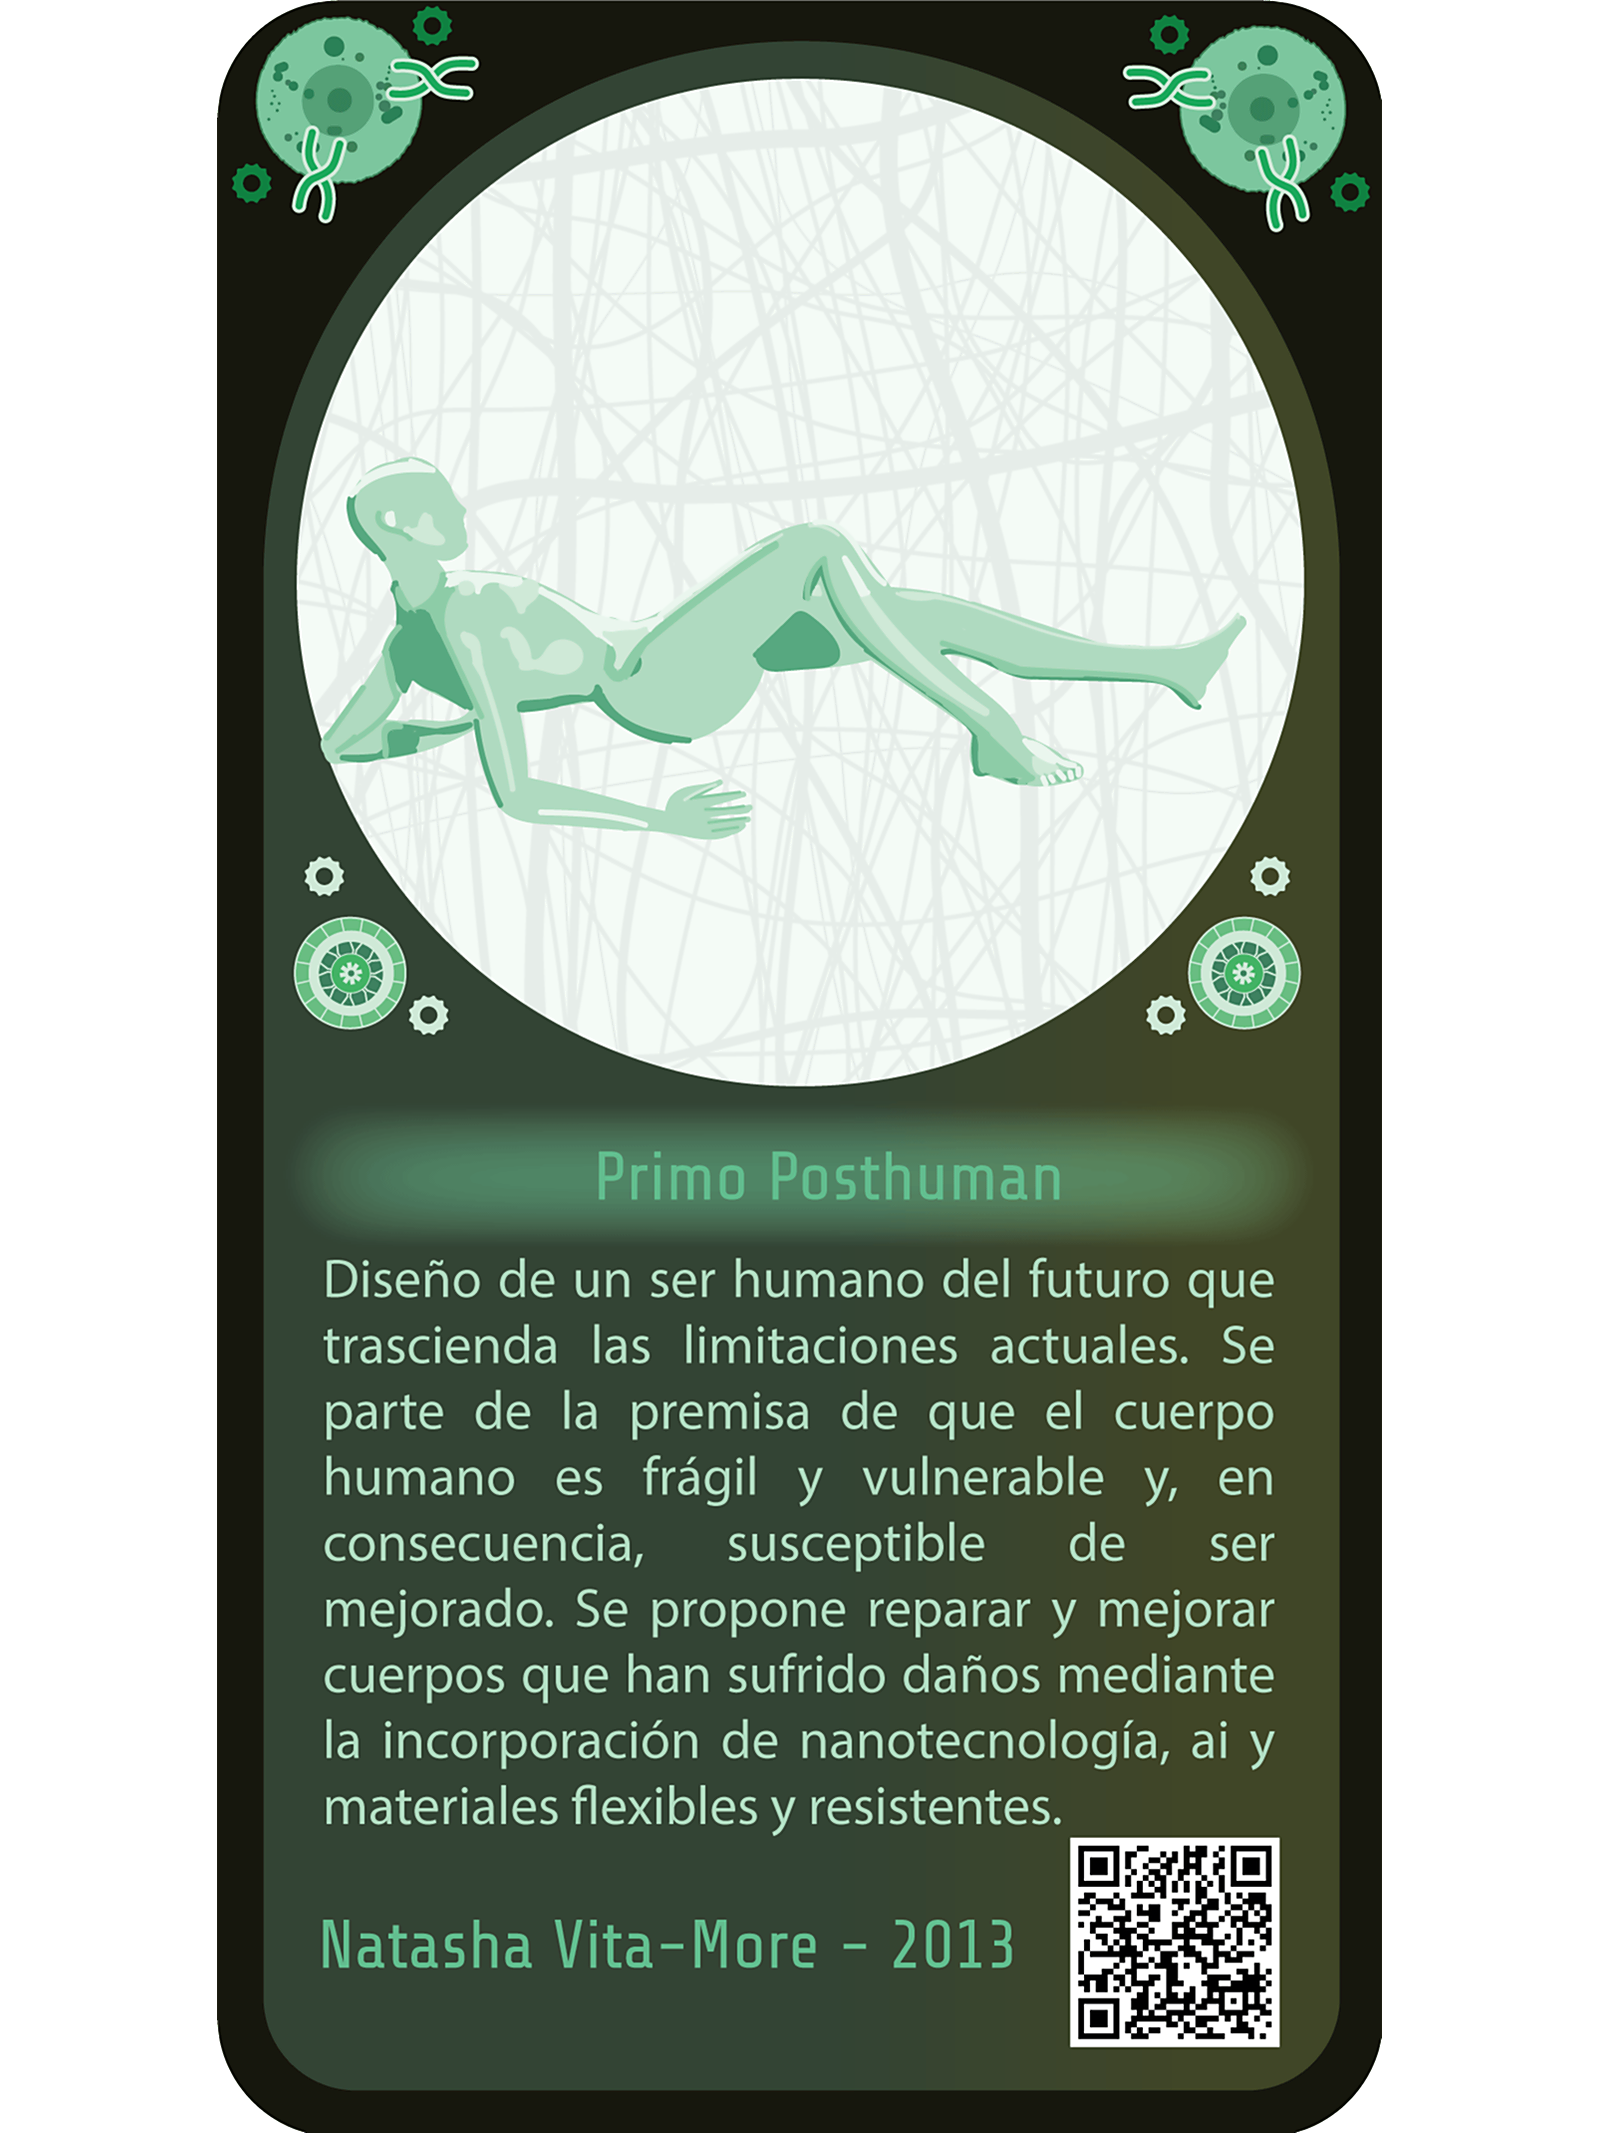 Primo Posthuman
Diseño de un ser humano del futuro que
trascienda las limitaciones actuales. Se
parte de la premisa de que el cuerpo
humano es frágil y vulnerable y, en
consecuencia, susceptible de ser
mejorado. Se propone reparar y mejorar
cuerpos que han sufrido daños mediante
la incorporación de nanotecnología, ai y
materiales flexibles y resistentes.
Natasha Vita-More - 2013